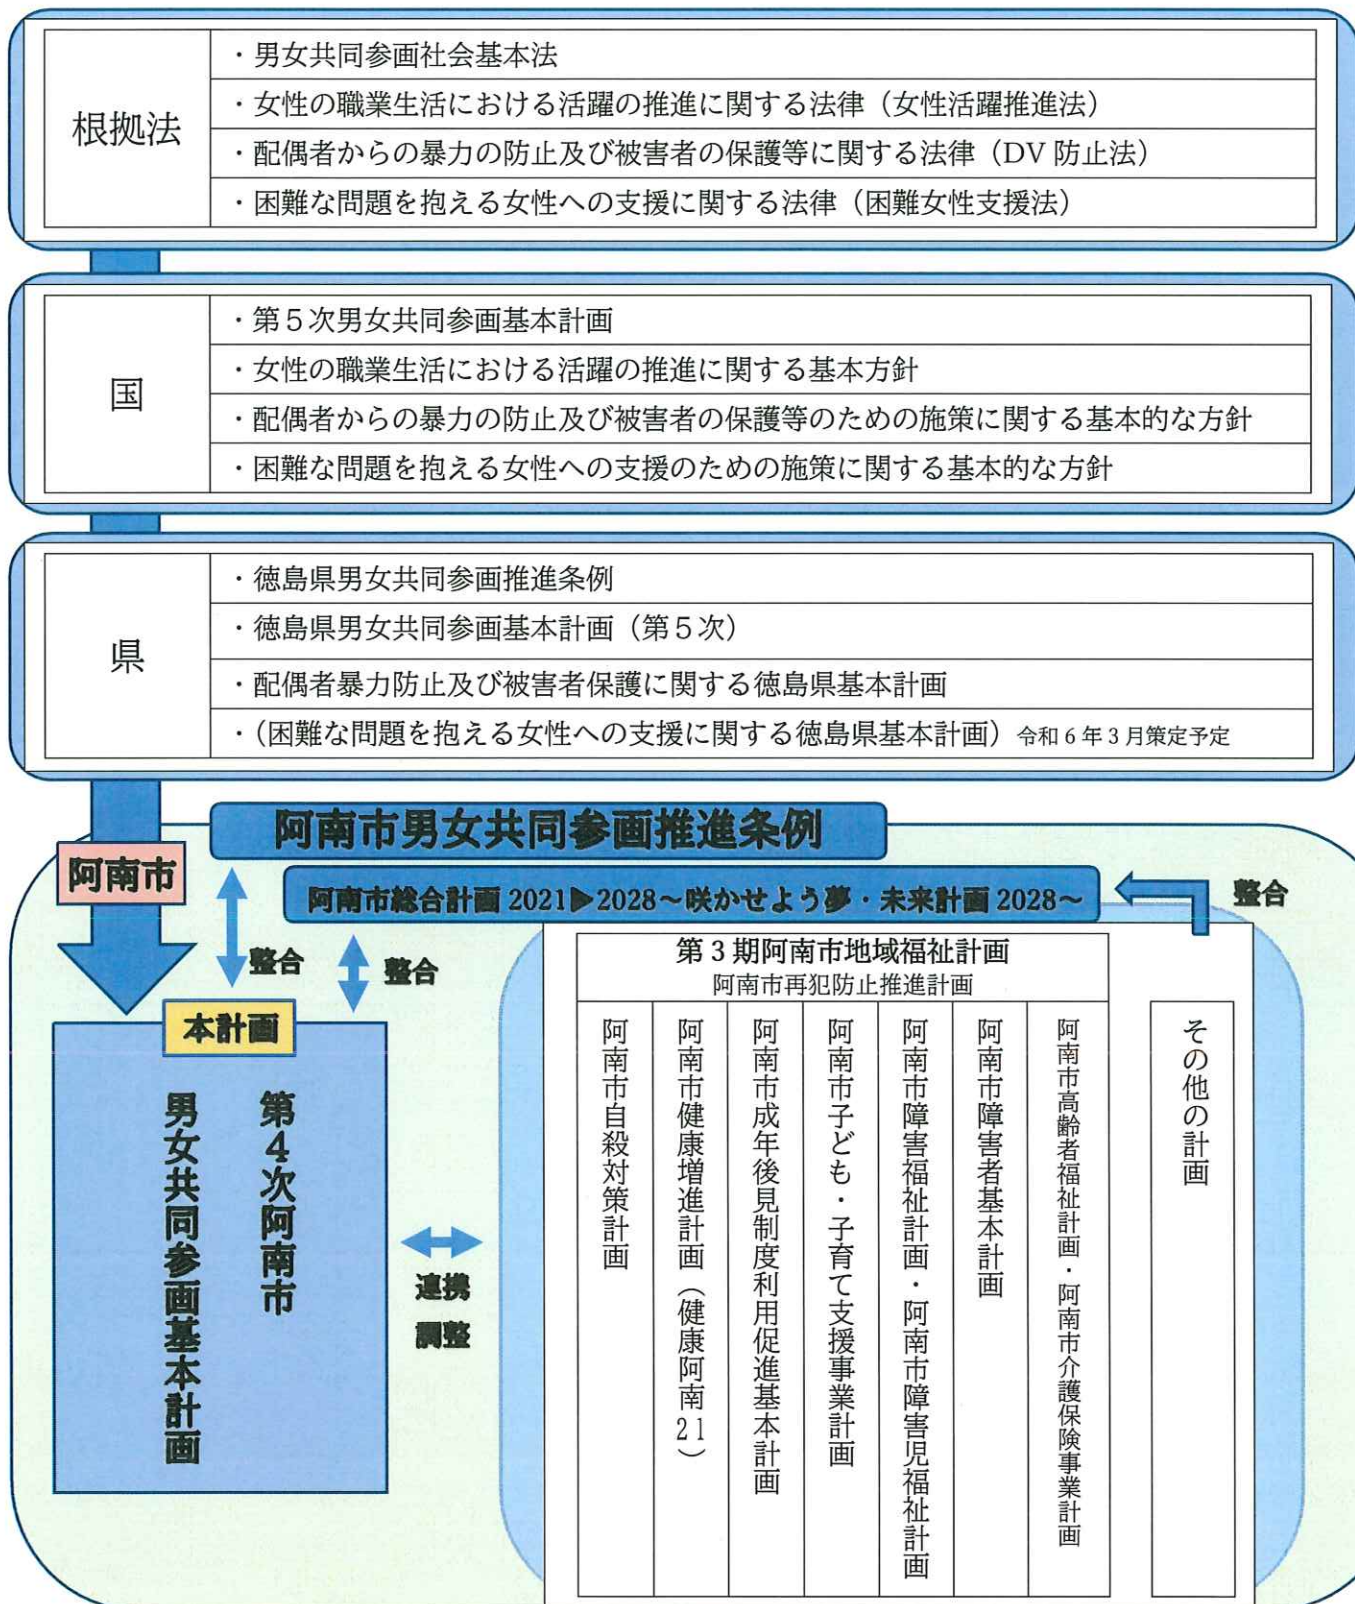 根拠法
・男女共同参画社会基本法
・女性の職業生活における活躍の推進に関する法律（女性活躍推進法）
・配偶者からの暴力の防止及び被害者の保護等に関する法律（DV 防止法）
・困難な問題を抱える女性への支援に関する法律（困難女性支援法）
国
・第５次男女共同参画基本計画
・女性の職業生活における活躍の推進に関する基本方針
・配偶者からの暴力の防止及び被害者の保護等のための施策に関する基本的な方針
・困難な問題を抱える女性への支援のための施策に関する基本的な方針
県
・徳島県男女共同参画推進条例
・徳島県男女共同参画基本計画（第５次）
・配偶者暴力防止及び被害者保護に関する徳島県基本計画
・（困難な問題を抱える女性への支援に関する徳島県基本計画）令和 6 年 3 月策定予定
阿南市男女共同参画推進条例
阿南市
阿南市総合計画 2021▶2028～咲かせよう夢・未来計画 2028～
整合
整合
整合
本計画
第４次阿南市
男女共同参画基本計画
連携
調整
第 3 期阿南市地域福祉計画
阿南市再犯防止推進計画
阿南市自殺対策計画
阿南市健康増進計画（健康阿南21）
阿南市成年後見制度利用促進基本計画
阿南市子ども・子育て支援事業計画
阿南市障害福祉計画・阿南市障害児福祉計画
阿南市障害者基本計画
阿南市高齢者福祉計画・阿南市介護保険事業計画
その他の計画